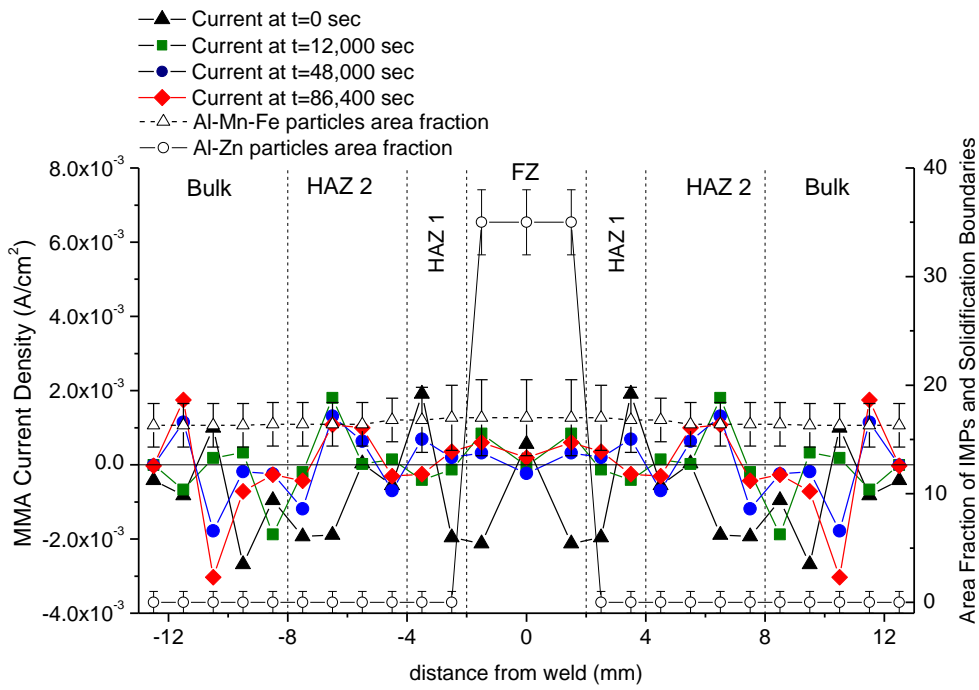 Current at t=0 sec
Current at t=12,000 sec
Current at t=48,000 sec
Current at t=86,400 sec
Al-Mn-Fe particles area fraction
Al-Zn particles area fraction
8.0x10⁻³
6.0x10⁻³
4.0x10⁻³
2.0x10⁻³
0.0
-2.0x10⁻³
-4.0x10⁻³
MMA Current Density (A/cm²)
Bulk
HAZ 2
HAZ 1
FZ
HAZ 1
HAZ 2
Bulk
40
30
20
10
0
Area Fraction of IMPs and Solidification Boundaries
-12 -8 -4 0 4 8 12
distance from weld (mm)